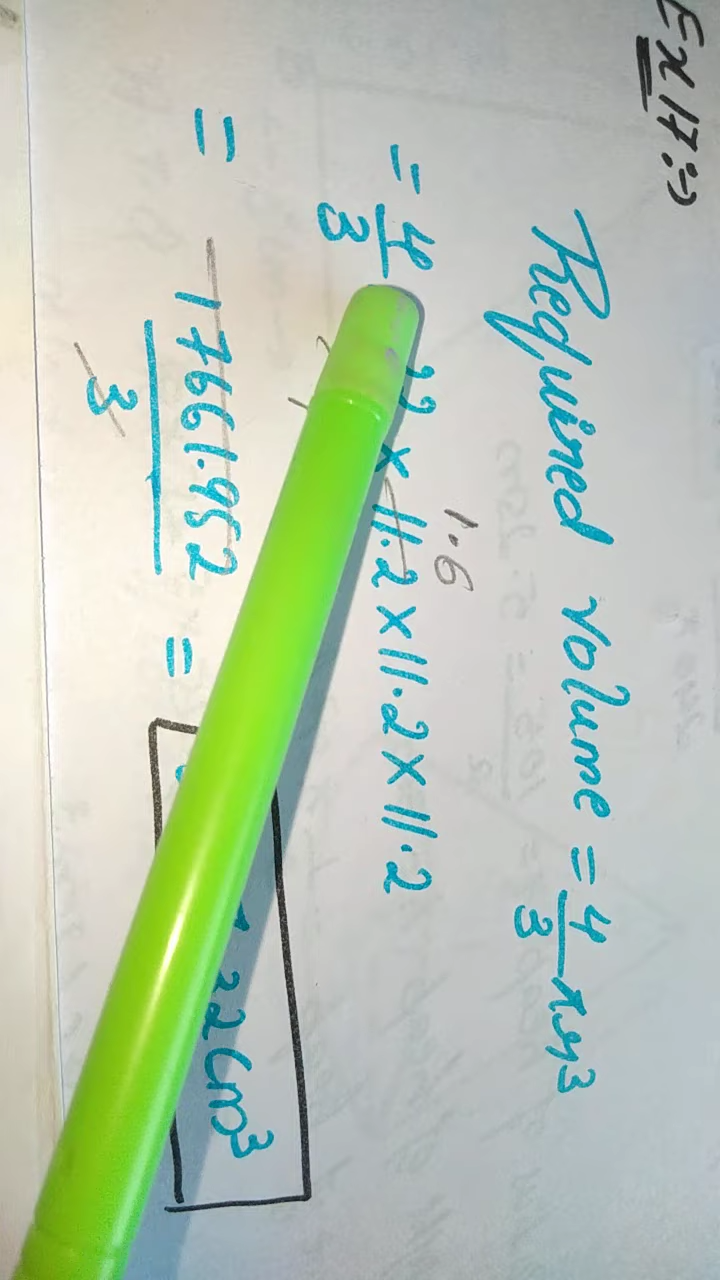 Ex 17:-)
Required volume = 4/3 πr³
= 4/3 22 × 11.2 × 11.2 × 11.2
1.6
= 17661.952/3 = .32 cm³